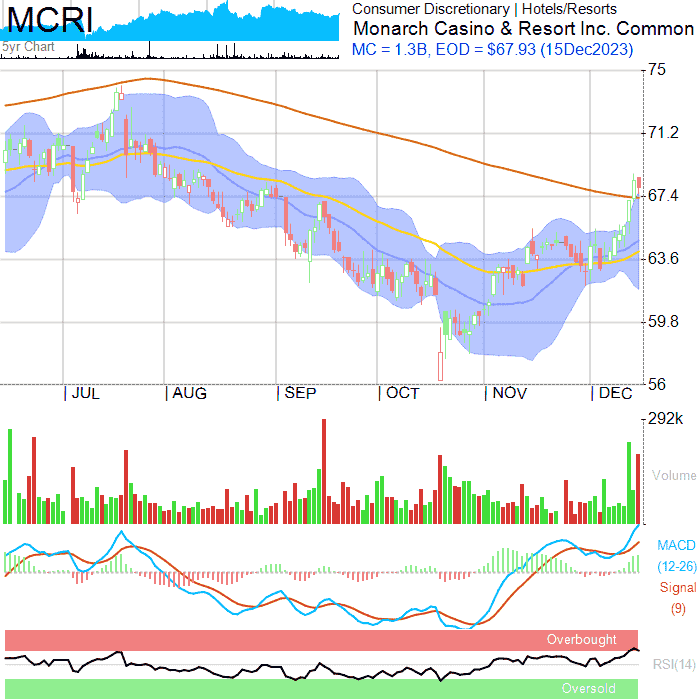 MCRI
5yr Chart
Consumer Discretionary | Hotels/Resorts
Monarch Casino & Resort Inc. Common
MC = 1.3B, EOD = $67.93 (15Dec2023)
75
71.2
67.4
63.6
59.8
56
JUL AUG SEP OCT NOV DEC
292k
Volume
MACD
(12-26)
Signal
(9)
Overbought
RSI(14)
Oversold